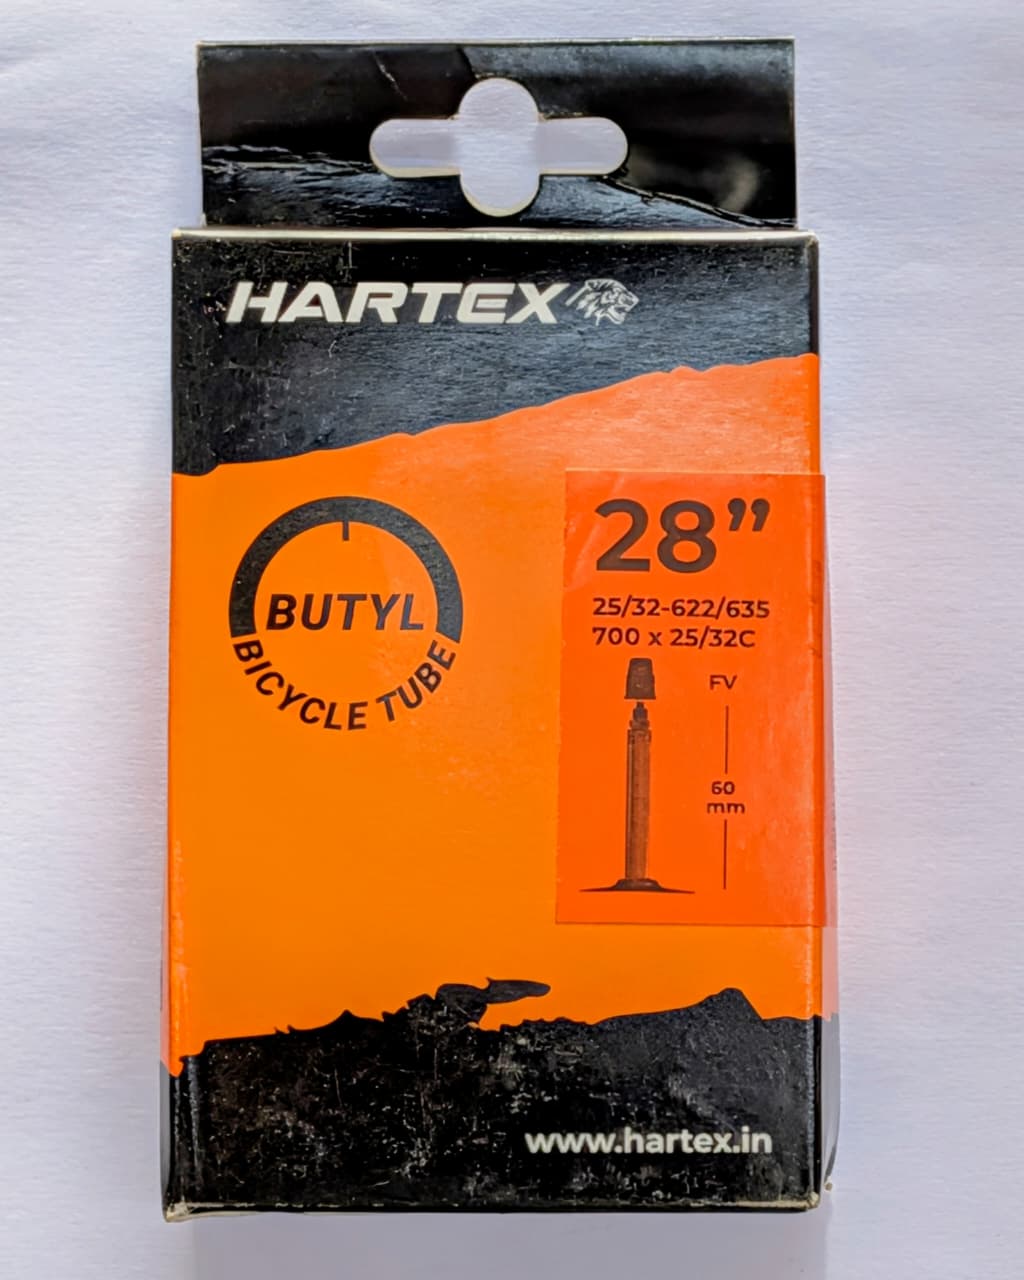 HARTEX
BUTYL
BICYCLE TUBE
28”
25/32-622/635
700 x 25/32C
FV
60
mm
www.hartex.in